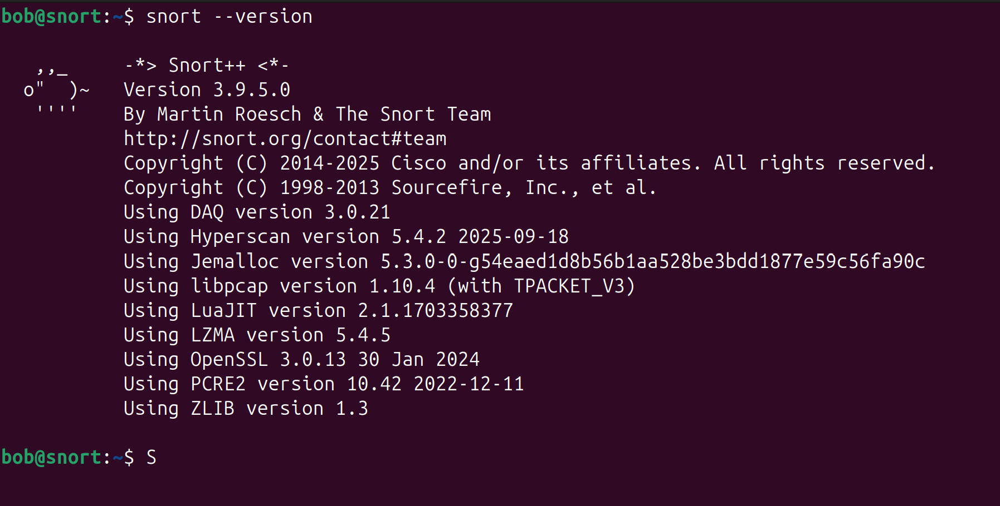 bob@snort:~$ snort --version
   ,,_     -*> Snort++ <*-
  o"  )~   Version 3.9.5.0
   ''''    By Martin Roesch & The Snort Team
           http://snort.org/contact#team
           Copyright (C) 2014-2025 Cisco and/or its affiliates. All rights reserved.
           Copyright (C) 1998-2013 Sourcefire, Inc., et al.
           Using DAQ version 3.0.21
           Using Hyperscan version 5.4.2 2025-09-18
           Using Jemalloc version 5.3.0-0-g54eaed1d8b56b1aa528be3bdd1877e59c56fa90c
           Using libpcap version 1.10.4 (with TPACKET_V3)
           Using LuaJIT version 2.1.1703358377
           Using LZMA version 5.4.5
           Using OpenSSL 3.0.13 30 Jan 2024
           Using PCRE2 version 10.42 2022-12-11
           Using ZLIB version 1.3
bob@snort:~$ S